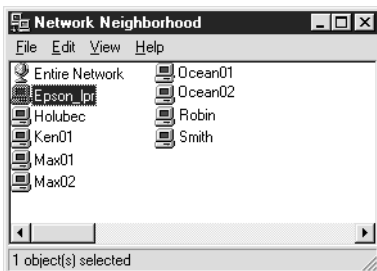 Network Neighborhood
File Edit View Help
Entire Network
Epson_lpr
Holubec
Ken01
Max01
Max02
Ocean01
Ocean02
Robin
Smith
1 object(s) selected